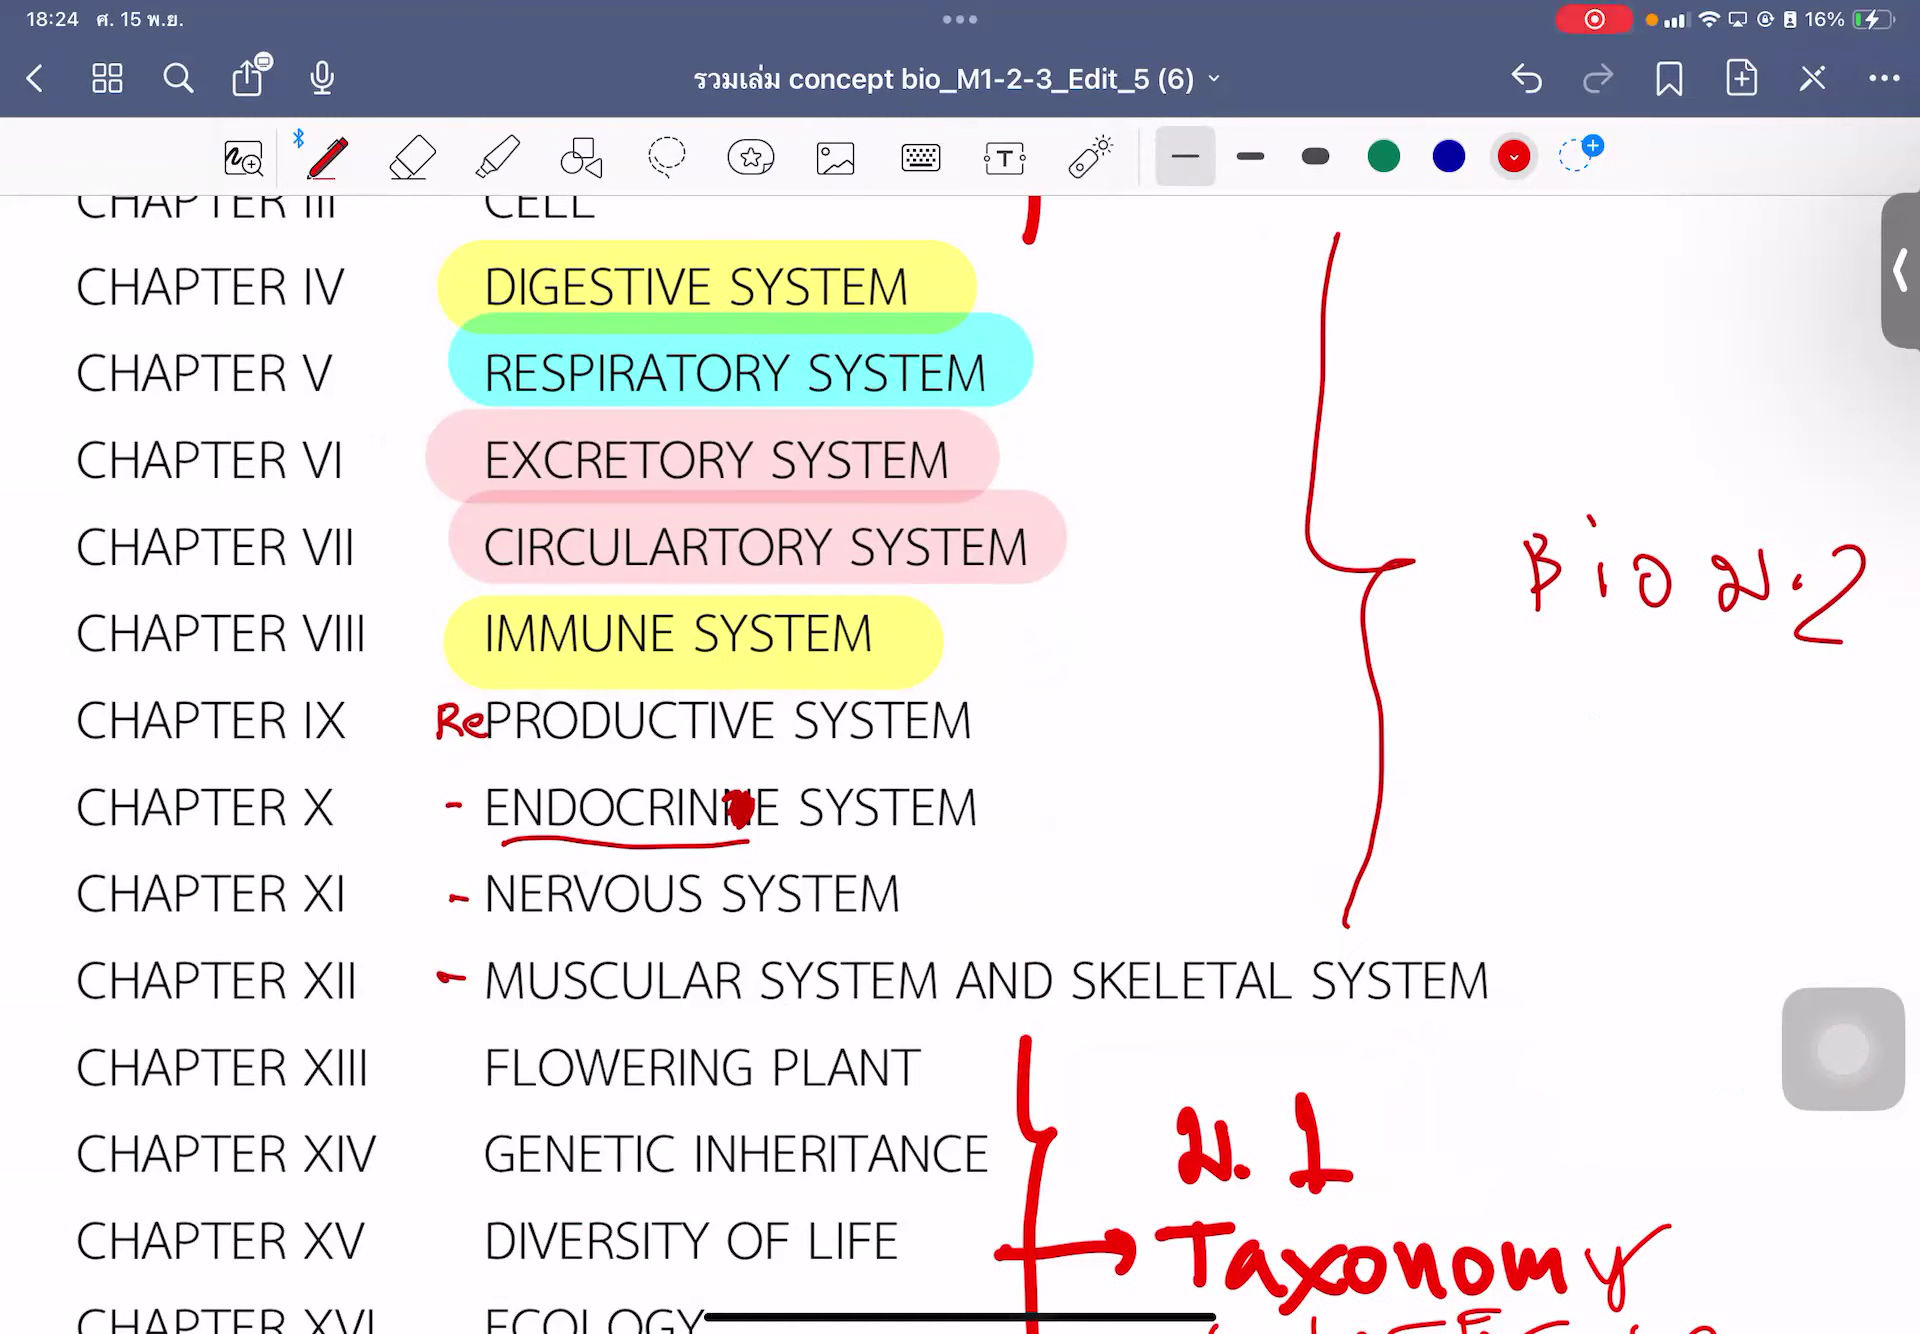 18:24 ศ. 15 พ.ย. 16%
รวมเล่ม concept bio_M1-2-3_Edit_5 (6)
CHAPTER III CELL
CHAPTER IV DIGESTIVE SYSTEM
CHAPTER V RESPIRATORY SYSTEM
CHAPTER VI EXCRETORY SYSTEM
CHAPTER VII CIRCULARTORY SYSTEM
Bio ม.2
CHAPTER VIII IMMUNE SYSTEM
CHAPTER IX RePRODUCTIVE SYSTEM
CHAPTER X - ENDOCRINE SYSTEM
CHAPTER XI - NERVOUS SYSTEM
CHAPTER XII - MUSCULAR SYSTEM AND SKELETAL SYSTEM
CHAPTER XIII FLOWERING PLANT
CHAPTER XIV GENETIC INHERITANCE
ม. 1
CHAPTER XV DIVERSITY OF LIFE
Taxonomy
CHAPTER XVI ECOLOGY